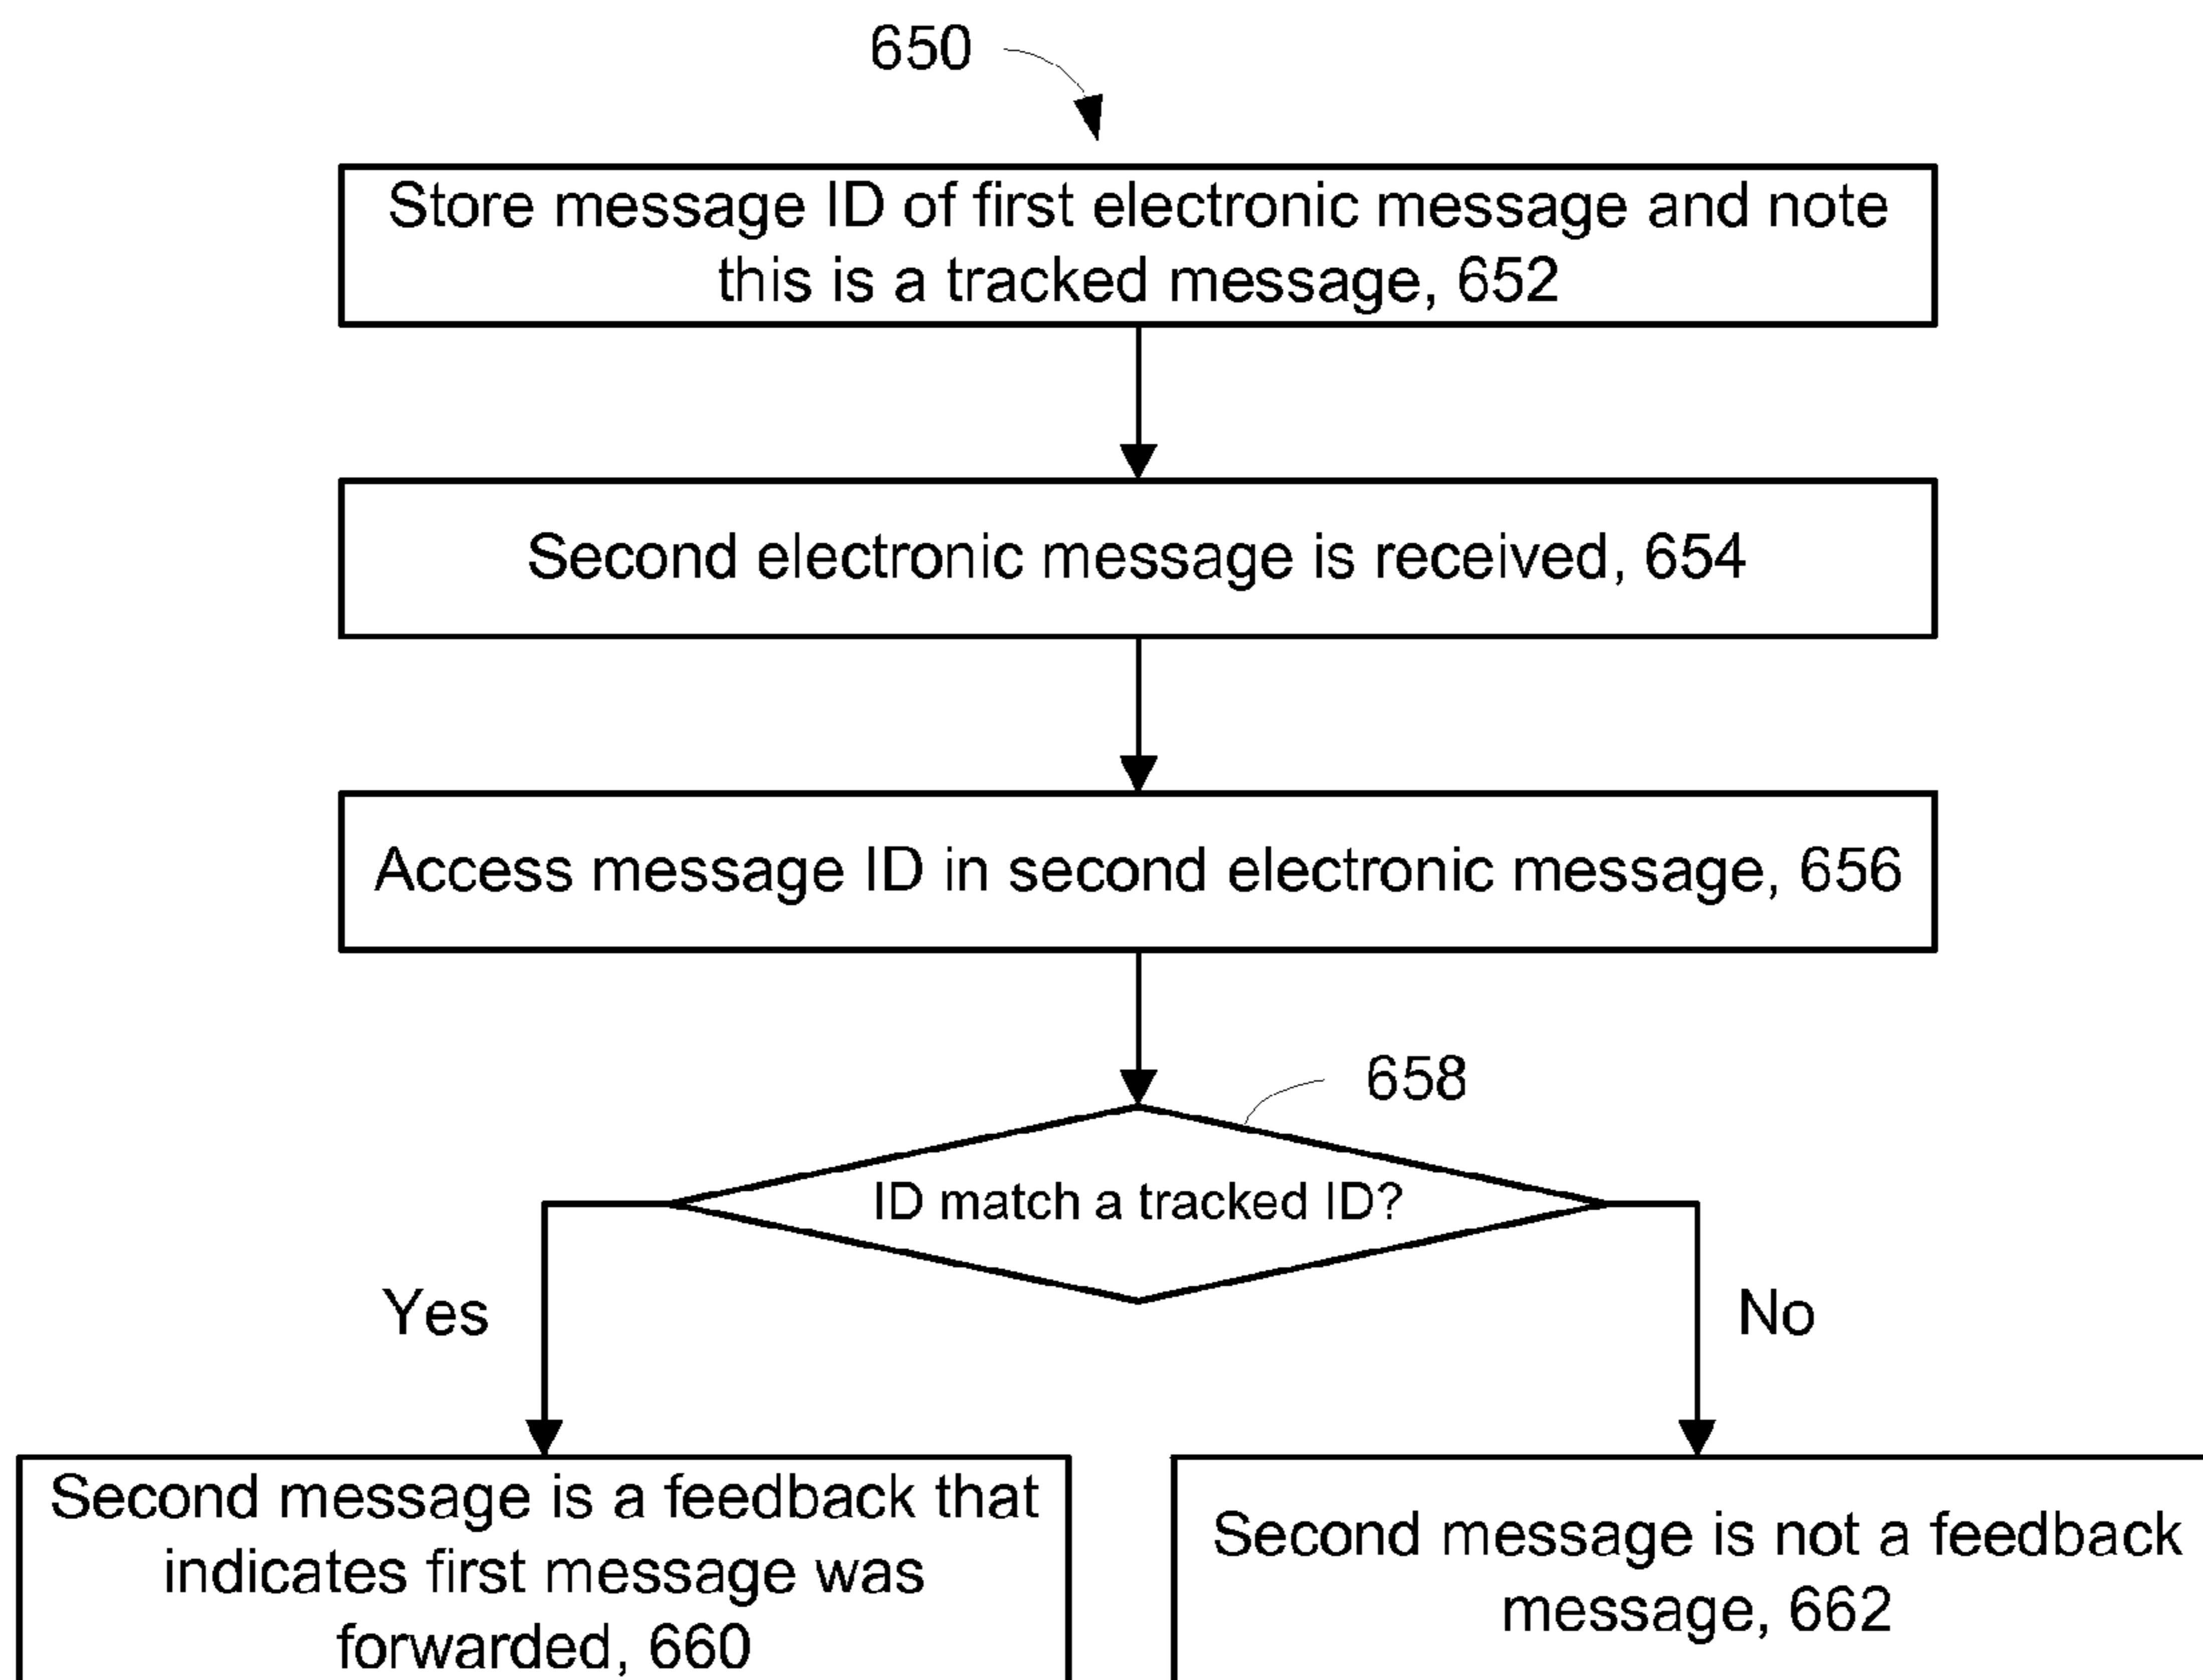 650
Store message ID of first electronic message and note
this is a tracked message, 652
Second electronic message is received, 654
Access message ID in second electronic message, 656
658
ID match a tracked ID?
Yes
No
Second message is a feedback that
indicates first message was
forwarded, 660
Second message is not a feedback
message, 662